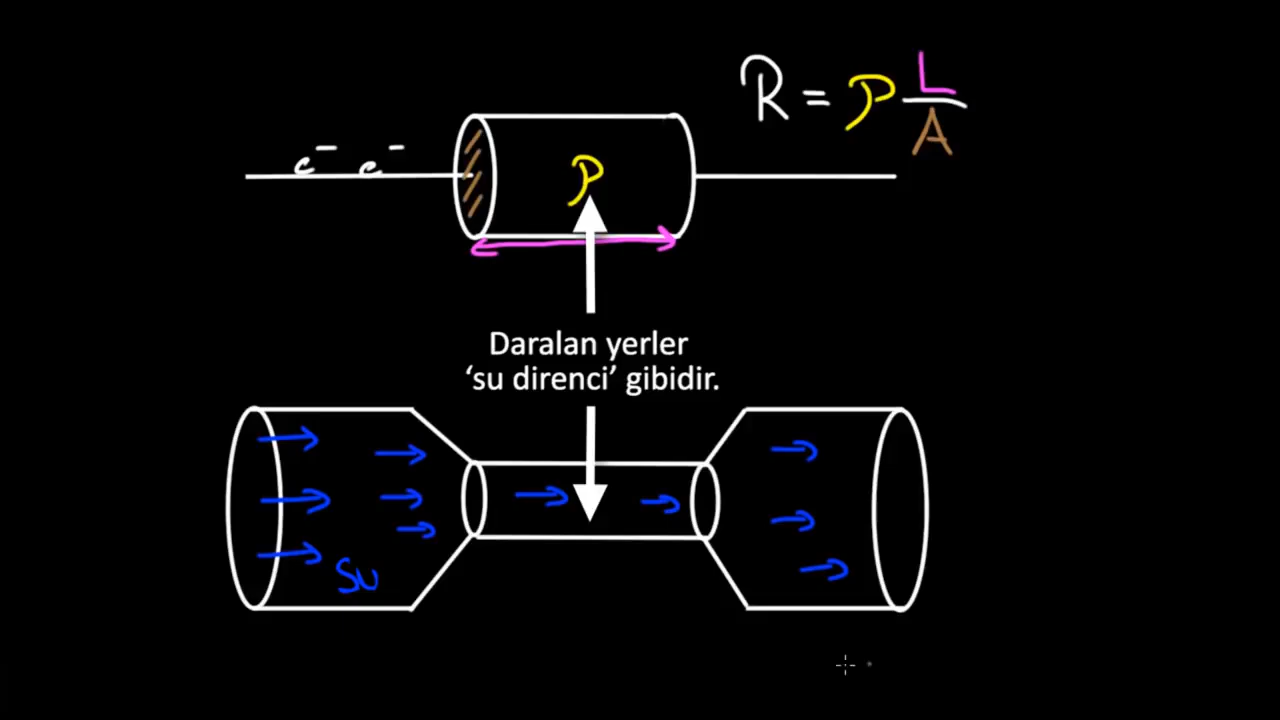 R = ρ L/A
e⁻ e⁻
ρ
Daralan yerler
‘su direnci’ gibidir.
su